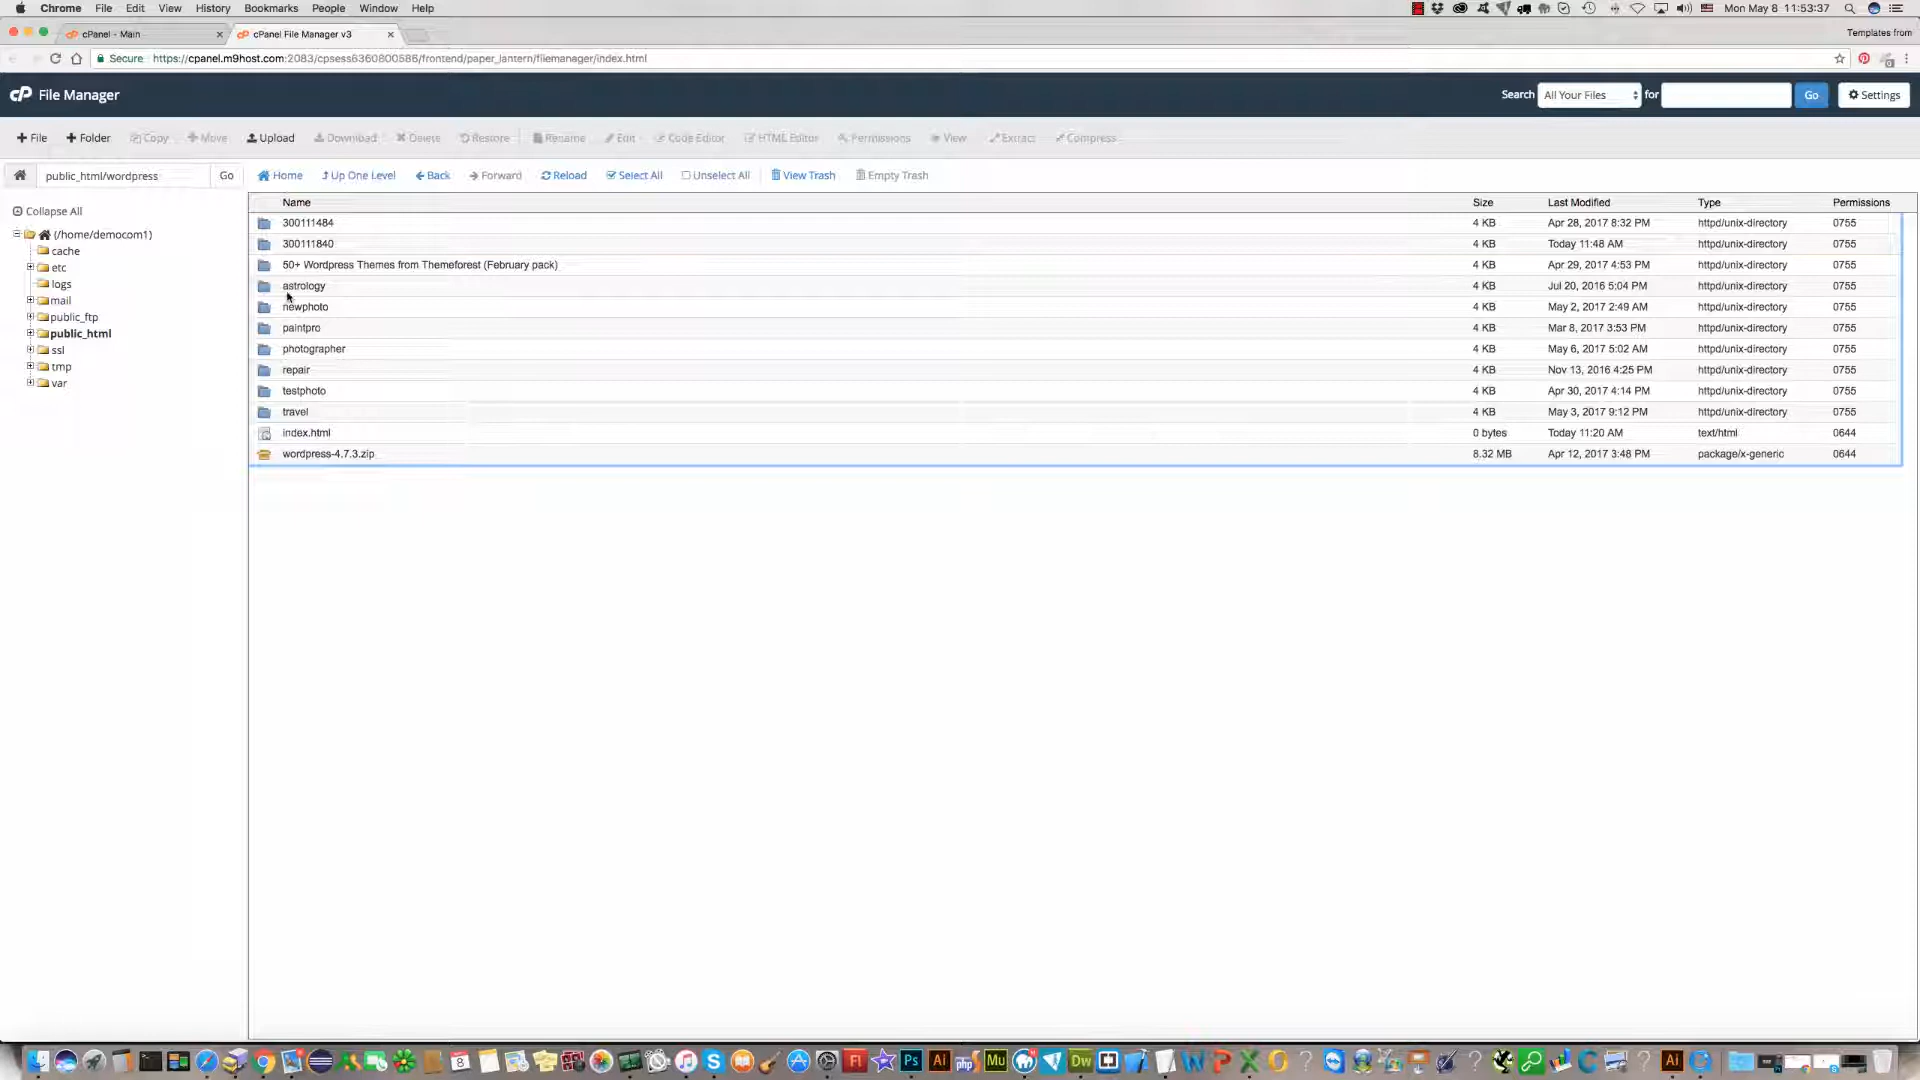 Chrome File Edit View History Bookmarks People Window Help Mon May 8 11:53:37
cPanel - Main cPanel File Manager v3 Templates from
Secure https://cpanel.m9host.com:2083/cpsess6360800586/frontend/paper_lantern/filemanager/index.html
cP File Manager Search All Your Files for Go Settings
File Folder Copy Move Upload Download Delete Restore Rename Edit Code Editor HTML Editor Permissions View Extract Compress
public_html/wordpress Go Home Up One Level Back Forward Reload Select All Unselect All View Trash Empty Trash
Collapse All
(/home/democom1)
cache
etc
logs
mail
public_ftp
public_html
ssl
tmp
var
Name Size Last Modified Type Permissions
300111484 4 KB Apr 28, 2017 8:32 PM httpd/unix-directory 0755
300111840 4 KB Today 11:48 AM httpd/unix-directory 0755
50+ Wordpress Themes from Themeforest (February pack) 4 KB Apr 29, 2017 4:53 PM httpd/unix-directory 0755
astrology 4 KB Jul 20, 2016 5:04 PM httpd/unix-directory 0755
newphoto 4 KB May 2, 2017 2:49 AM httpd/unix-directory 0755
paintpro 4 KB Mar 8, 2017 3:53 PM httpd/unix-directory 0755
photographer 4 KB May 6, 2017 5:02 AM httpd/unix-directory 0755
repair 4 KB Nov 13, 2016 4:25 PM httpd/unix-directory 0755
testphoto 4 KB Apr 30, 2017 4:14 PM httpd/unix-directory 0755
travel 4 KB May 3, 2017 9:12 PM httpd/unix-directory 0755
index.html 0 bytes Today 11:20 AM text/html 0644
wordpress-4.7.3.zip 8.32 MB Apr 12, 2017 3:48 PM package/x-generic 0644
8 Fl Ps Ai php Mu Dw Ai